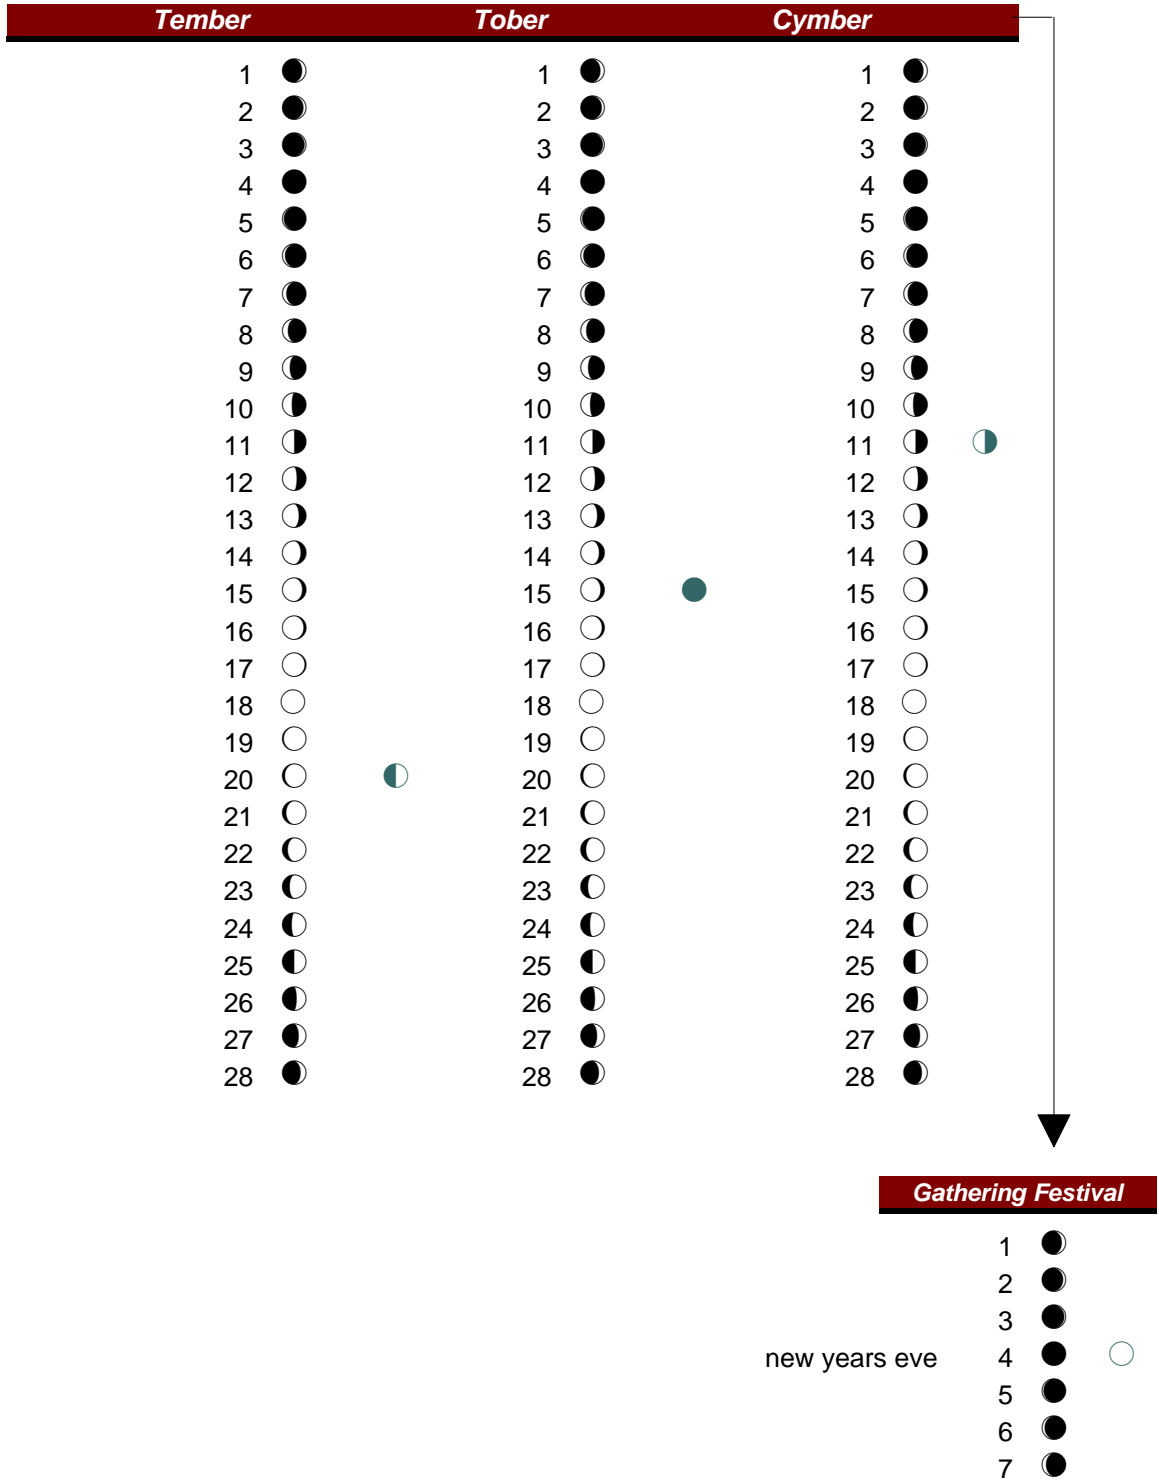 Tember Tober Cymber
1 1 1
2 2 2
3 3 3
4 4 4
5 5 5
6 6 6
7 7 7
8 8 8
9 9 9
10 10 10
11 11 11
12 12 12
13 13 13
14 14 14
15 15 15
16 16 16
17 17 17
18 18 18
19 19 19
20 20 20
21 21 21
22 22 22
23 23 23
24 24 24
25 25 25
26 26 26
27 27 27
28 28 28
Gathering Festival
1
2
3
new years eve 4
5
6
7